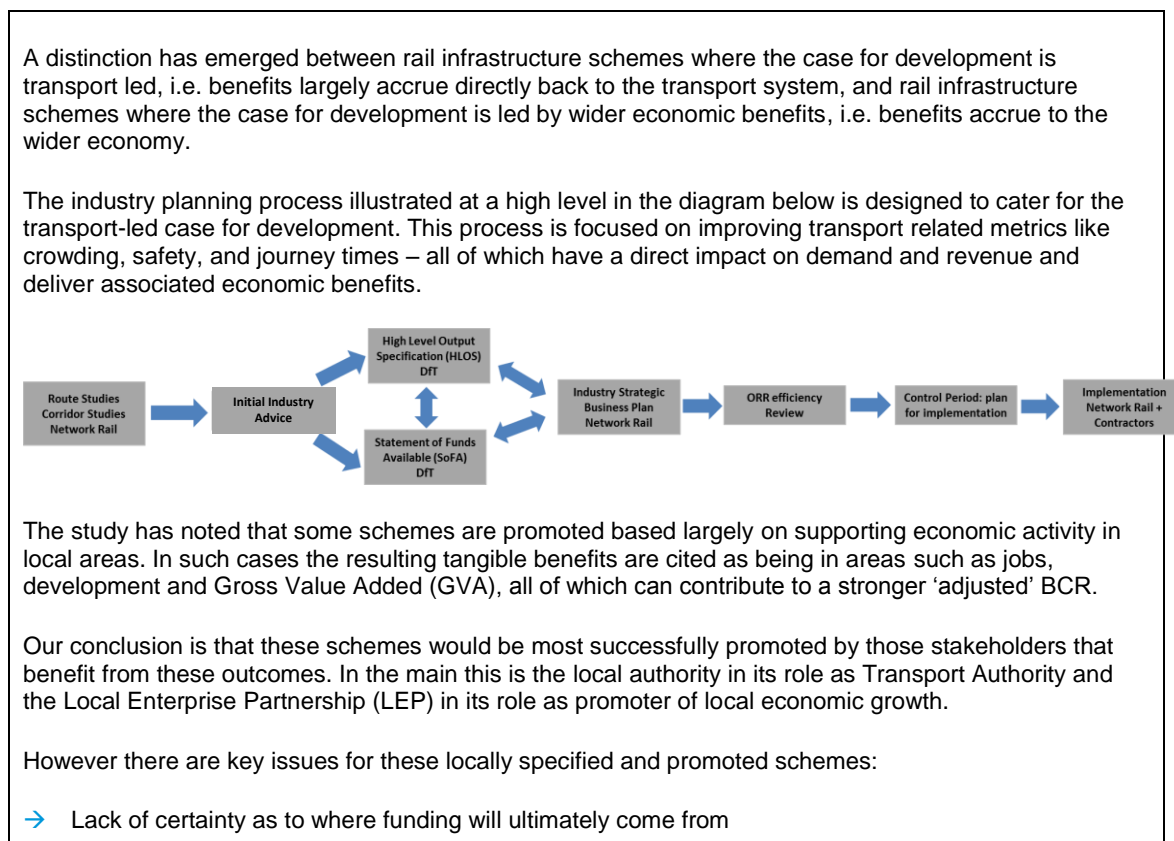 A distinction has emerged between rail infrastructure schemes where the case for development is
transport led, i.e. benefits largely accrue directly back to the transport system, and rail infrastructure
schemes where the case for development is led by wider economic benefits, i.e. benefits accrue to the
wider economy.
The industry planning process illustrated at a high level in the diagram below is designed to cater for the
transport-led case for development. This process is focused on improving transport related metrics like
crowding, safety, and journey times – all of which have a direct impact on demand and revenue and
deliver associated economic benefits.
Route Studies
Corridor Studies
Network Rail
Initial Industry
Advice
High Level Output
Specification (HLOS)
DfT
Statement of Funds
Available (SoFA)
DfT
Industry Strategic
Business Plan
Network Rail
ORR efficiency
Review
Control Period: plan
for implementation
Implementation
Network Rail +
Contractors
The study has noted that some schemes are promoted based largely on supporting economic activity in
local areas. In such cases the resulting tangible benefits are cited as being in areas such as jobs,
development and Gross Value Added (GVA), all of which can contribute to a stronger ‘adjusted’ BCR.
Our conclusion is that these schemes would be most successfully promoted by those stakeholders that
benefit from these outcomes. In the main this is the local authority in its role as Transport Authority and
the Local Enterprise Partnership (LEP) in its role as promoter of local economic growth.
However there are key issues for these locally specified and promoted schemes:
→ Lack of certainty as to where funding will ultimately come from